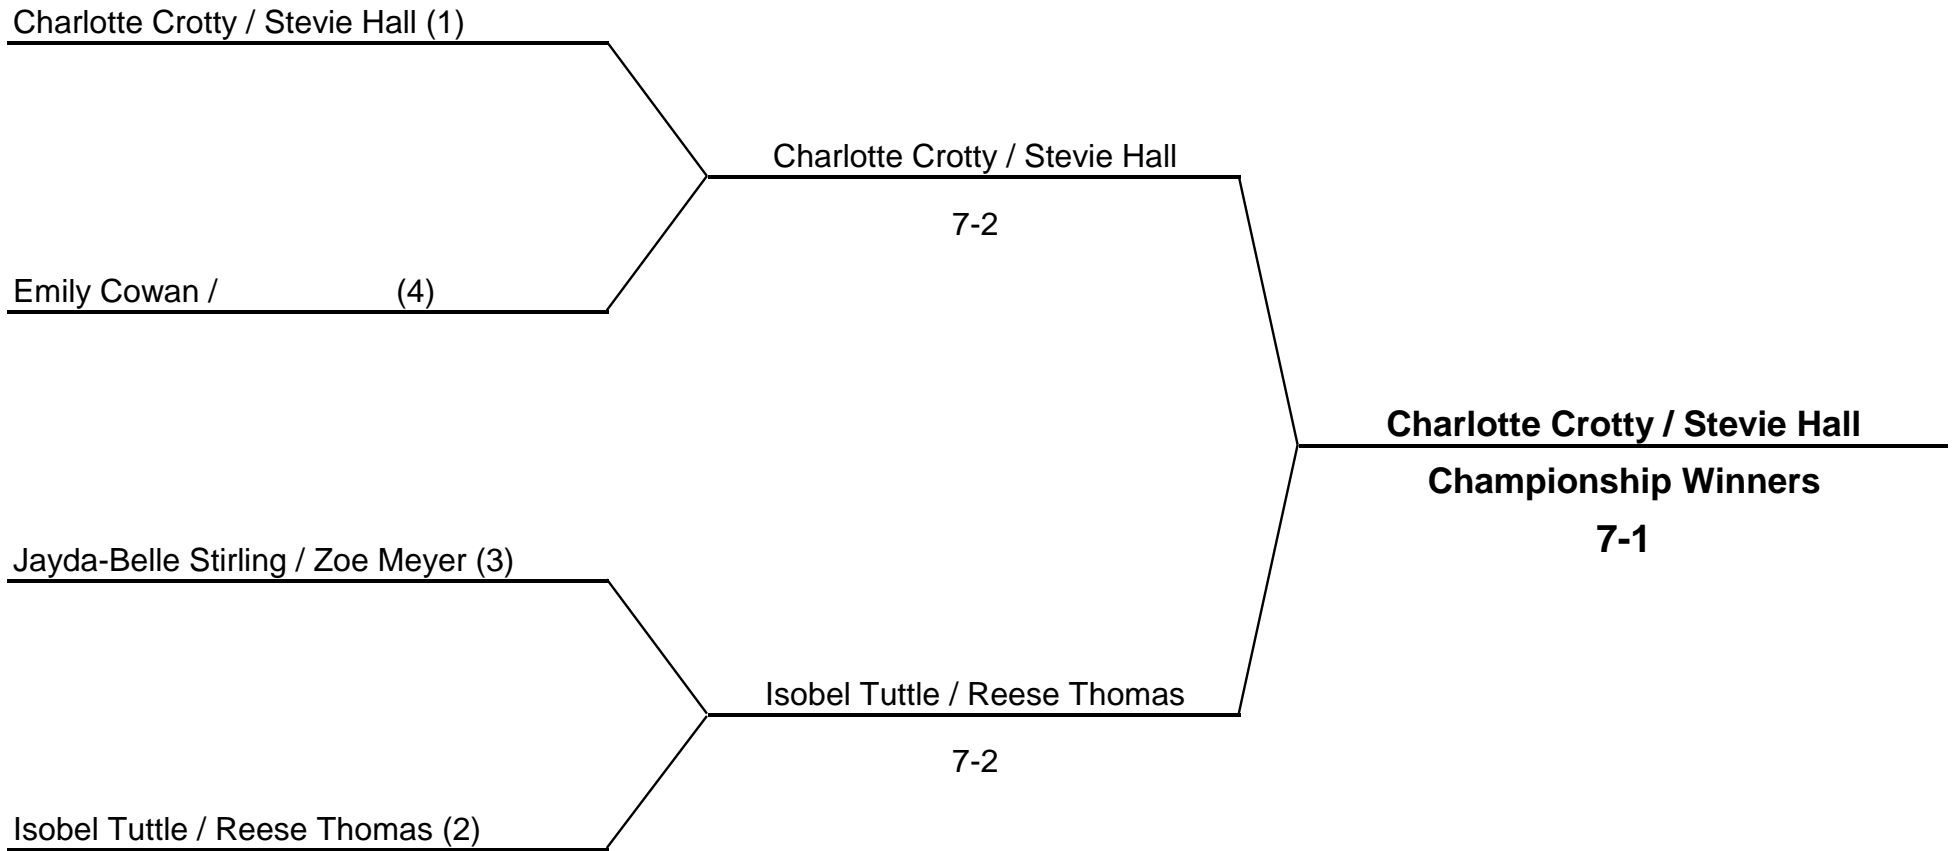 Charlotte Crotty / Stevie Hall (1)
Charlotte Crotty / Stevie Hall
7-2
Emily Cowan / (4)
Charlotte Crotty / Stevie Hall
Championship Winners
7-1
Jayda-Belle Stirling / Zoe Meyer (3)
Isobel Tuttle / Reese Thomas
7-2
Isobel Tuttle / Reese Thomas (2)